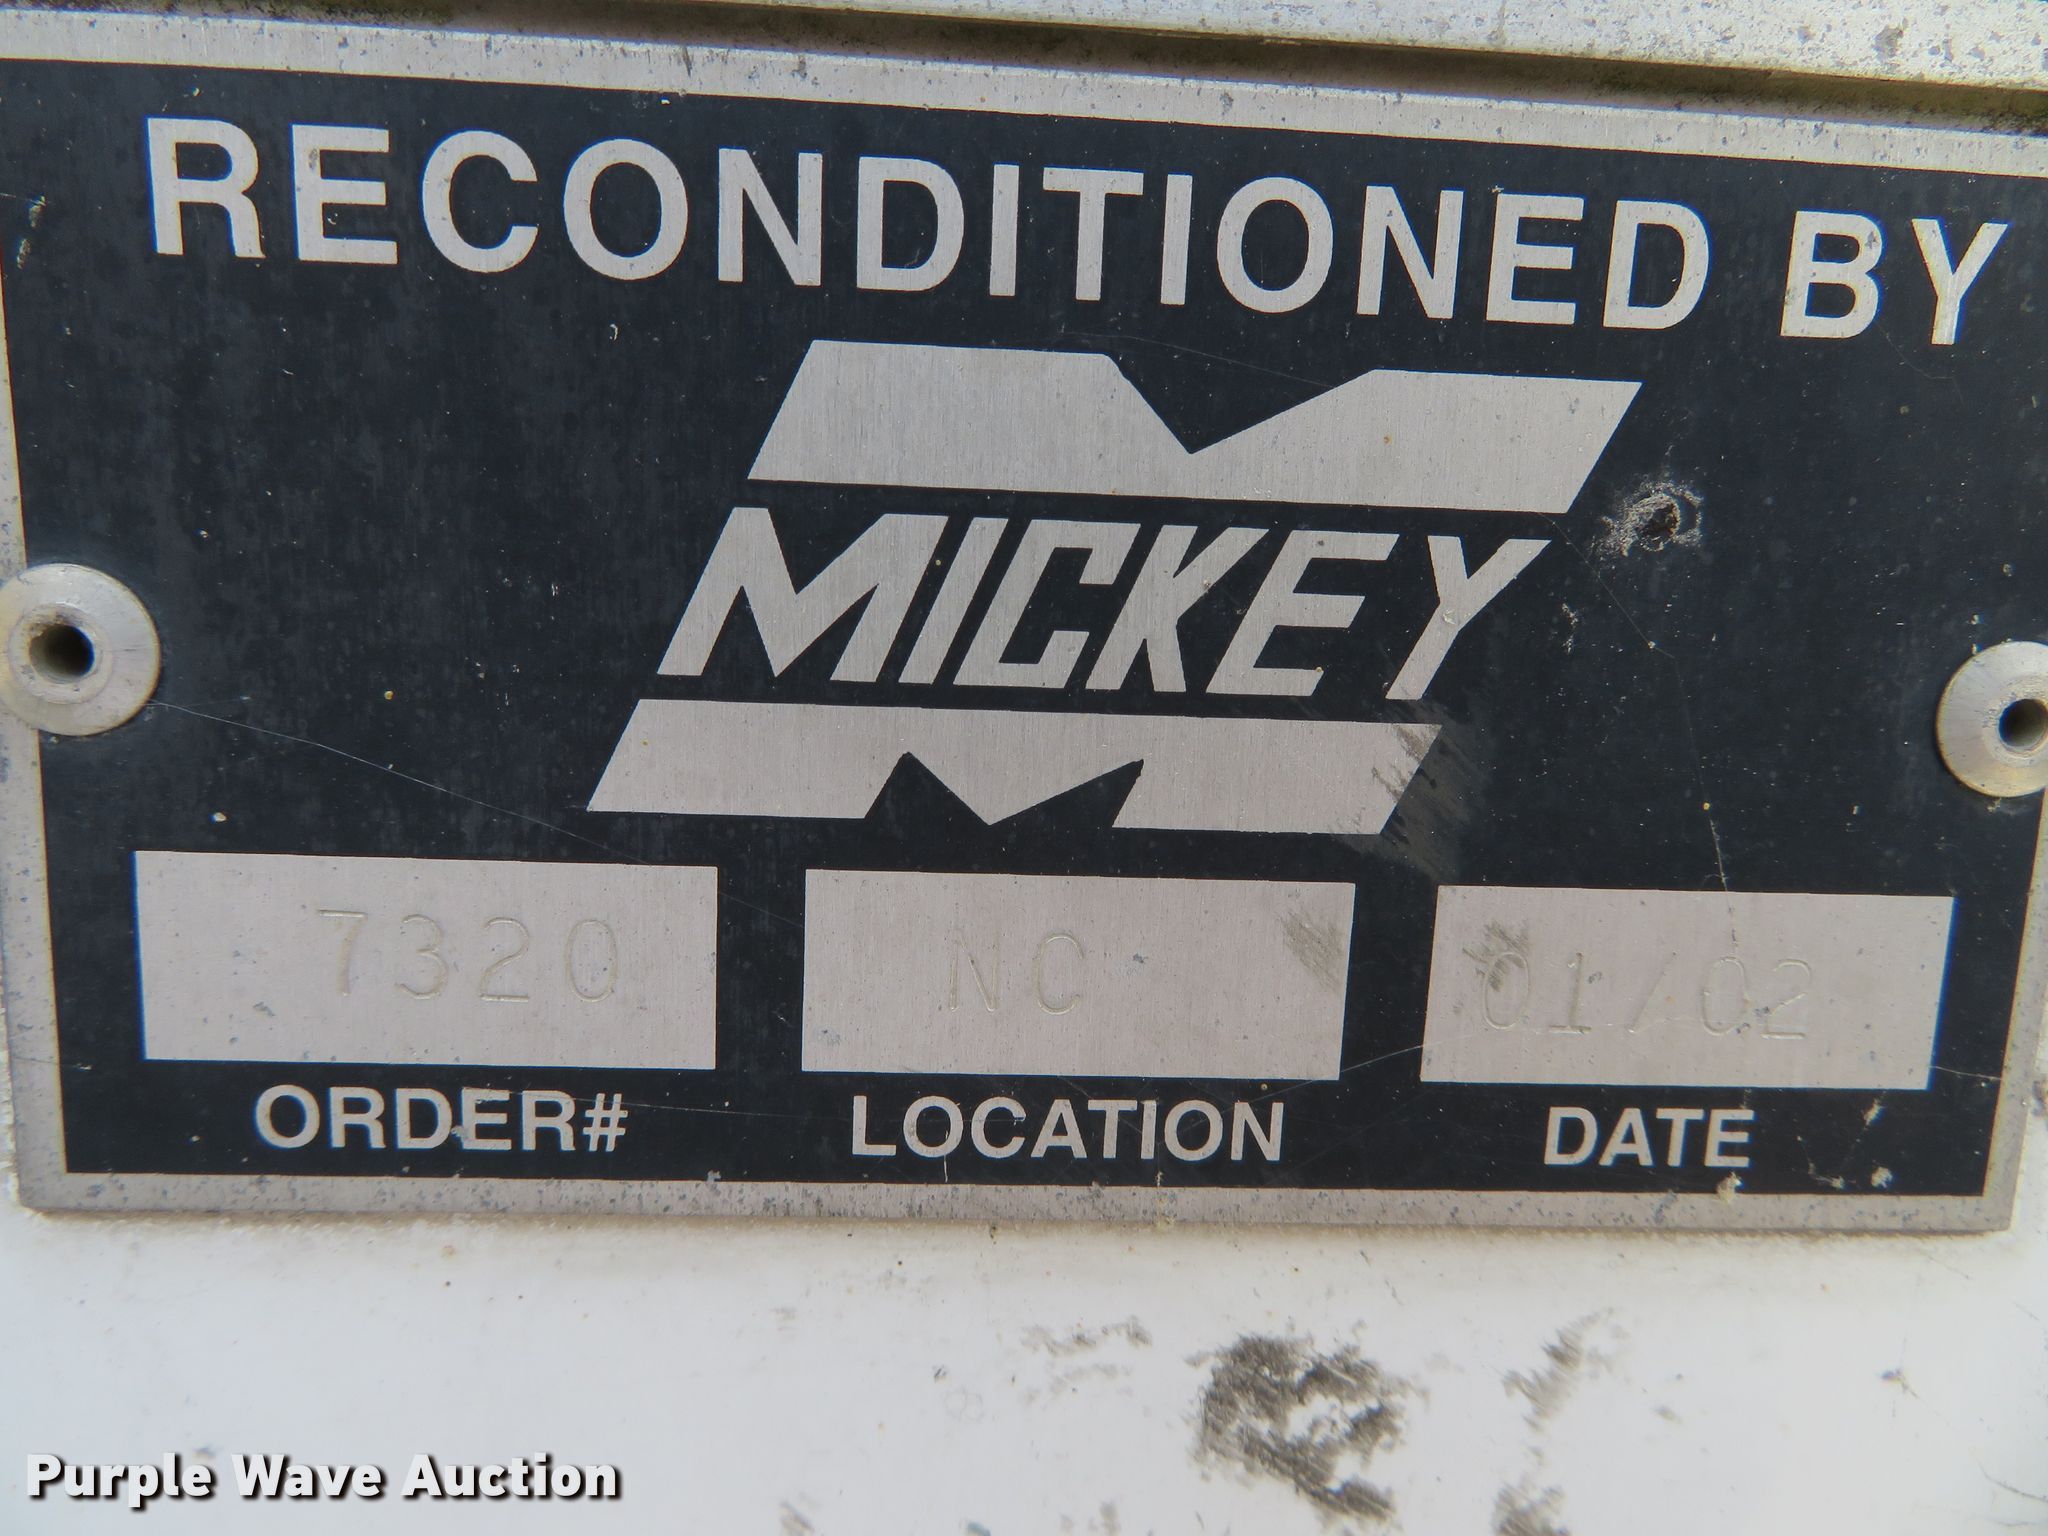 RECONDITIONED BY
MICKEY
7320 NC 01/02
ORDER# LOCATION DATE
Purple Wave Auction